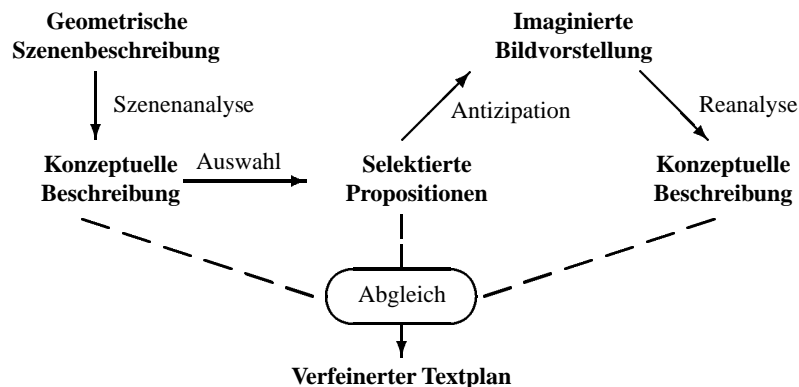 Geometrische
Szenenbeschreibung
Imaginierte
Bildvorstellung
Szenenanalyse
Antizipation
Reanalyse
Konzeptuelle
Beschreibung
Auswahl
Selektierte
Propositionen
Konzeptuelle
Beschreibung
Abgleich
Verfeinerter Textplan